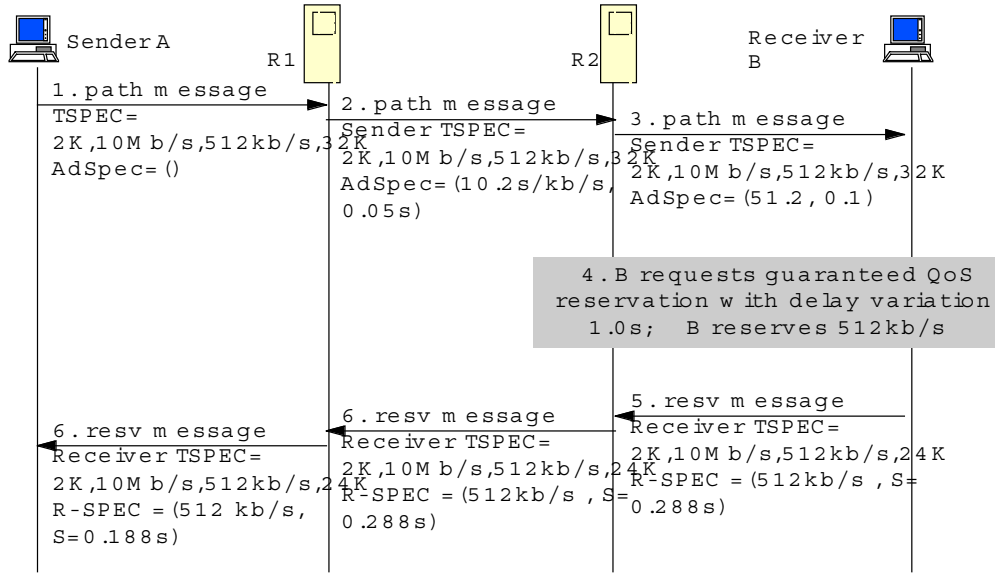 Sender A
R1
R2
Receiver
B
1. path message
TSPEC=
2K,10Mb/s,512kb/s,32K
AdSpec=()
2. path message
Sender TSPEC=
2K,10Mb/s,512kb/s,32K
AdSpec=(10.2s/kb/s,
0.05s)
3. path message
Sender TSPEC=
2K,10Mb/s,512kb/s,32K
AdSpec=(51.2, 0.1)
4. B requests guaranteed QoS
reservation with delay variation
1.0s; B reserves 512kb/s
5. resv message
Receiver TSPEC=
2K,10Mb/s,512kb/s,24K
R-SPEC =(512kb/s , S=
0.288s)
6. resv message
Receiver TSPEC=
2K,10Mb/s,512kb/s,24K
R-SPEC =(512kb/s , S=
0.288s)
6. resv message
Receiver TSPEC=
2K,10Mb/s,512kb/s,24K
R-SPEC =(512 kb/s,
S=0.188s)